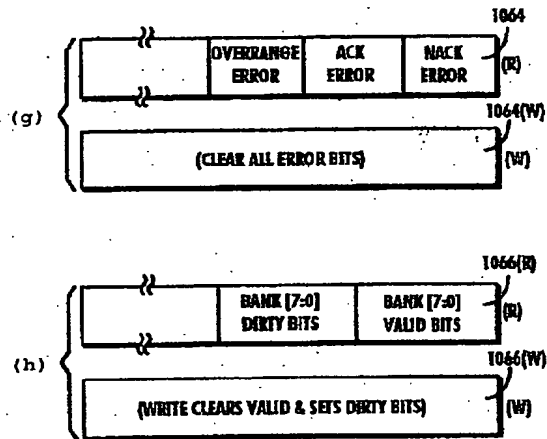 1064
OVERRANGE ERROR
ACK ERROR
NACK ERROR
(R)
(g)
1064(W)
(CLEAR ALL ERROR BITS)
(W)
1066(R)
BANK [7:0] DIRTY BITS
BANK [7:0] VALID BITS
(R)
(h)
1066(W)
(WRITE CLEARS VALID & SETS DIRTY BITS)
(W)